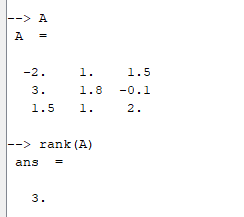 --> A
A  =

  -2.    1.     1.5
   3.    1.8  -0.1
   1.5   1.     2.

--> rank(A)
ans  =

   3.